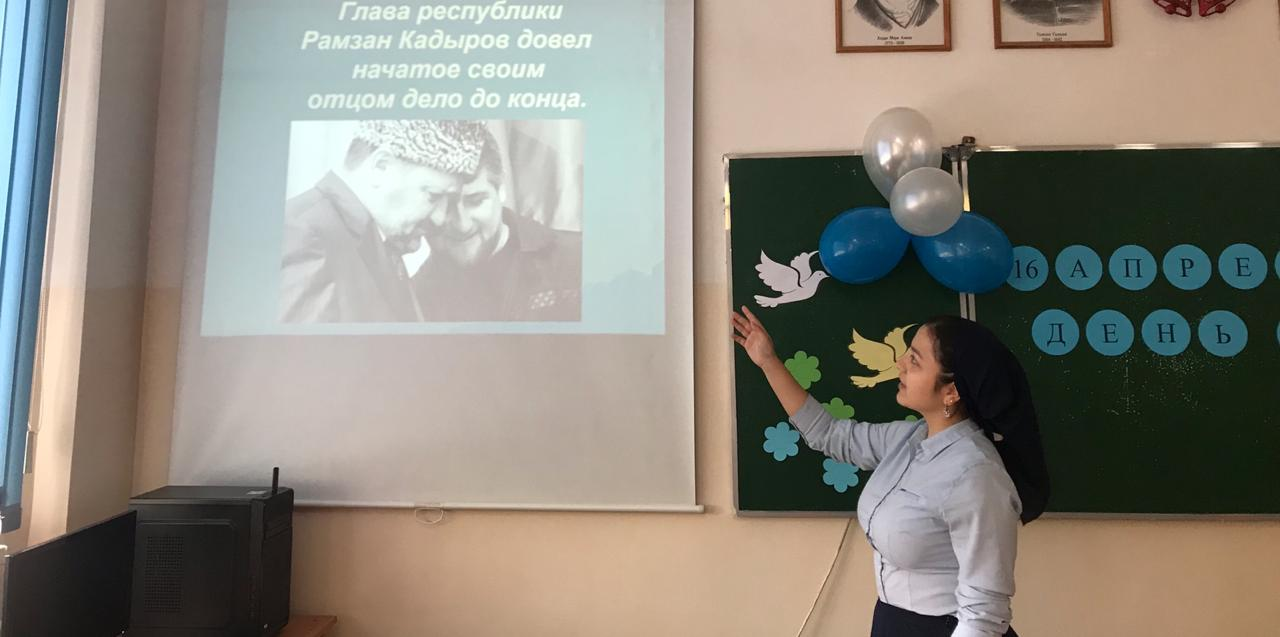 Глава республики
Рамзан Кадыров довел
начатое своим
отцом дело до конца.
16 АПРЕ
ДЕНЬ